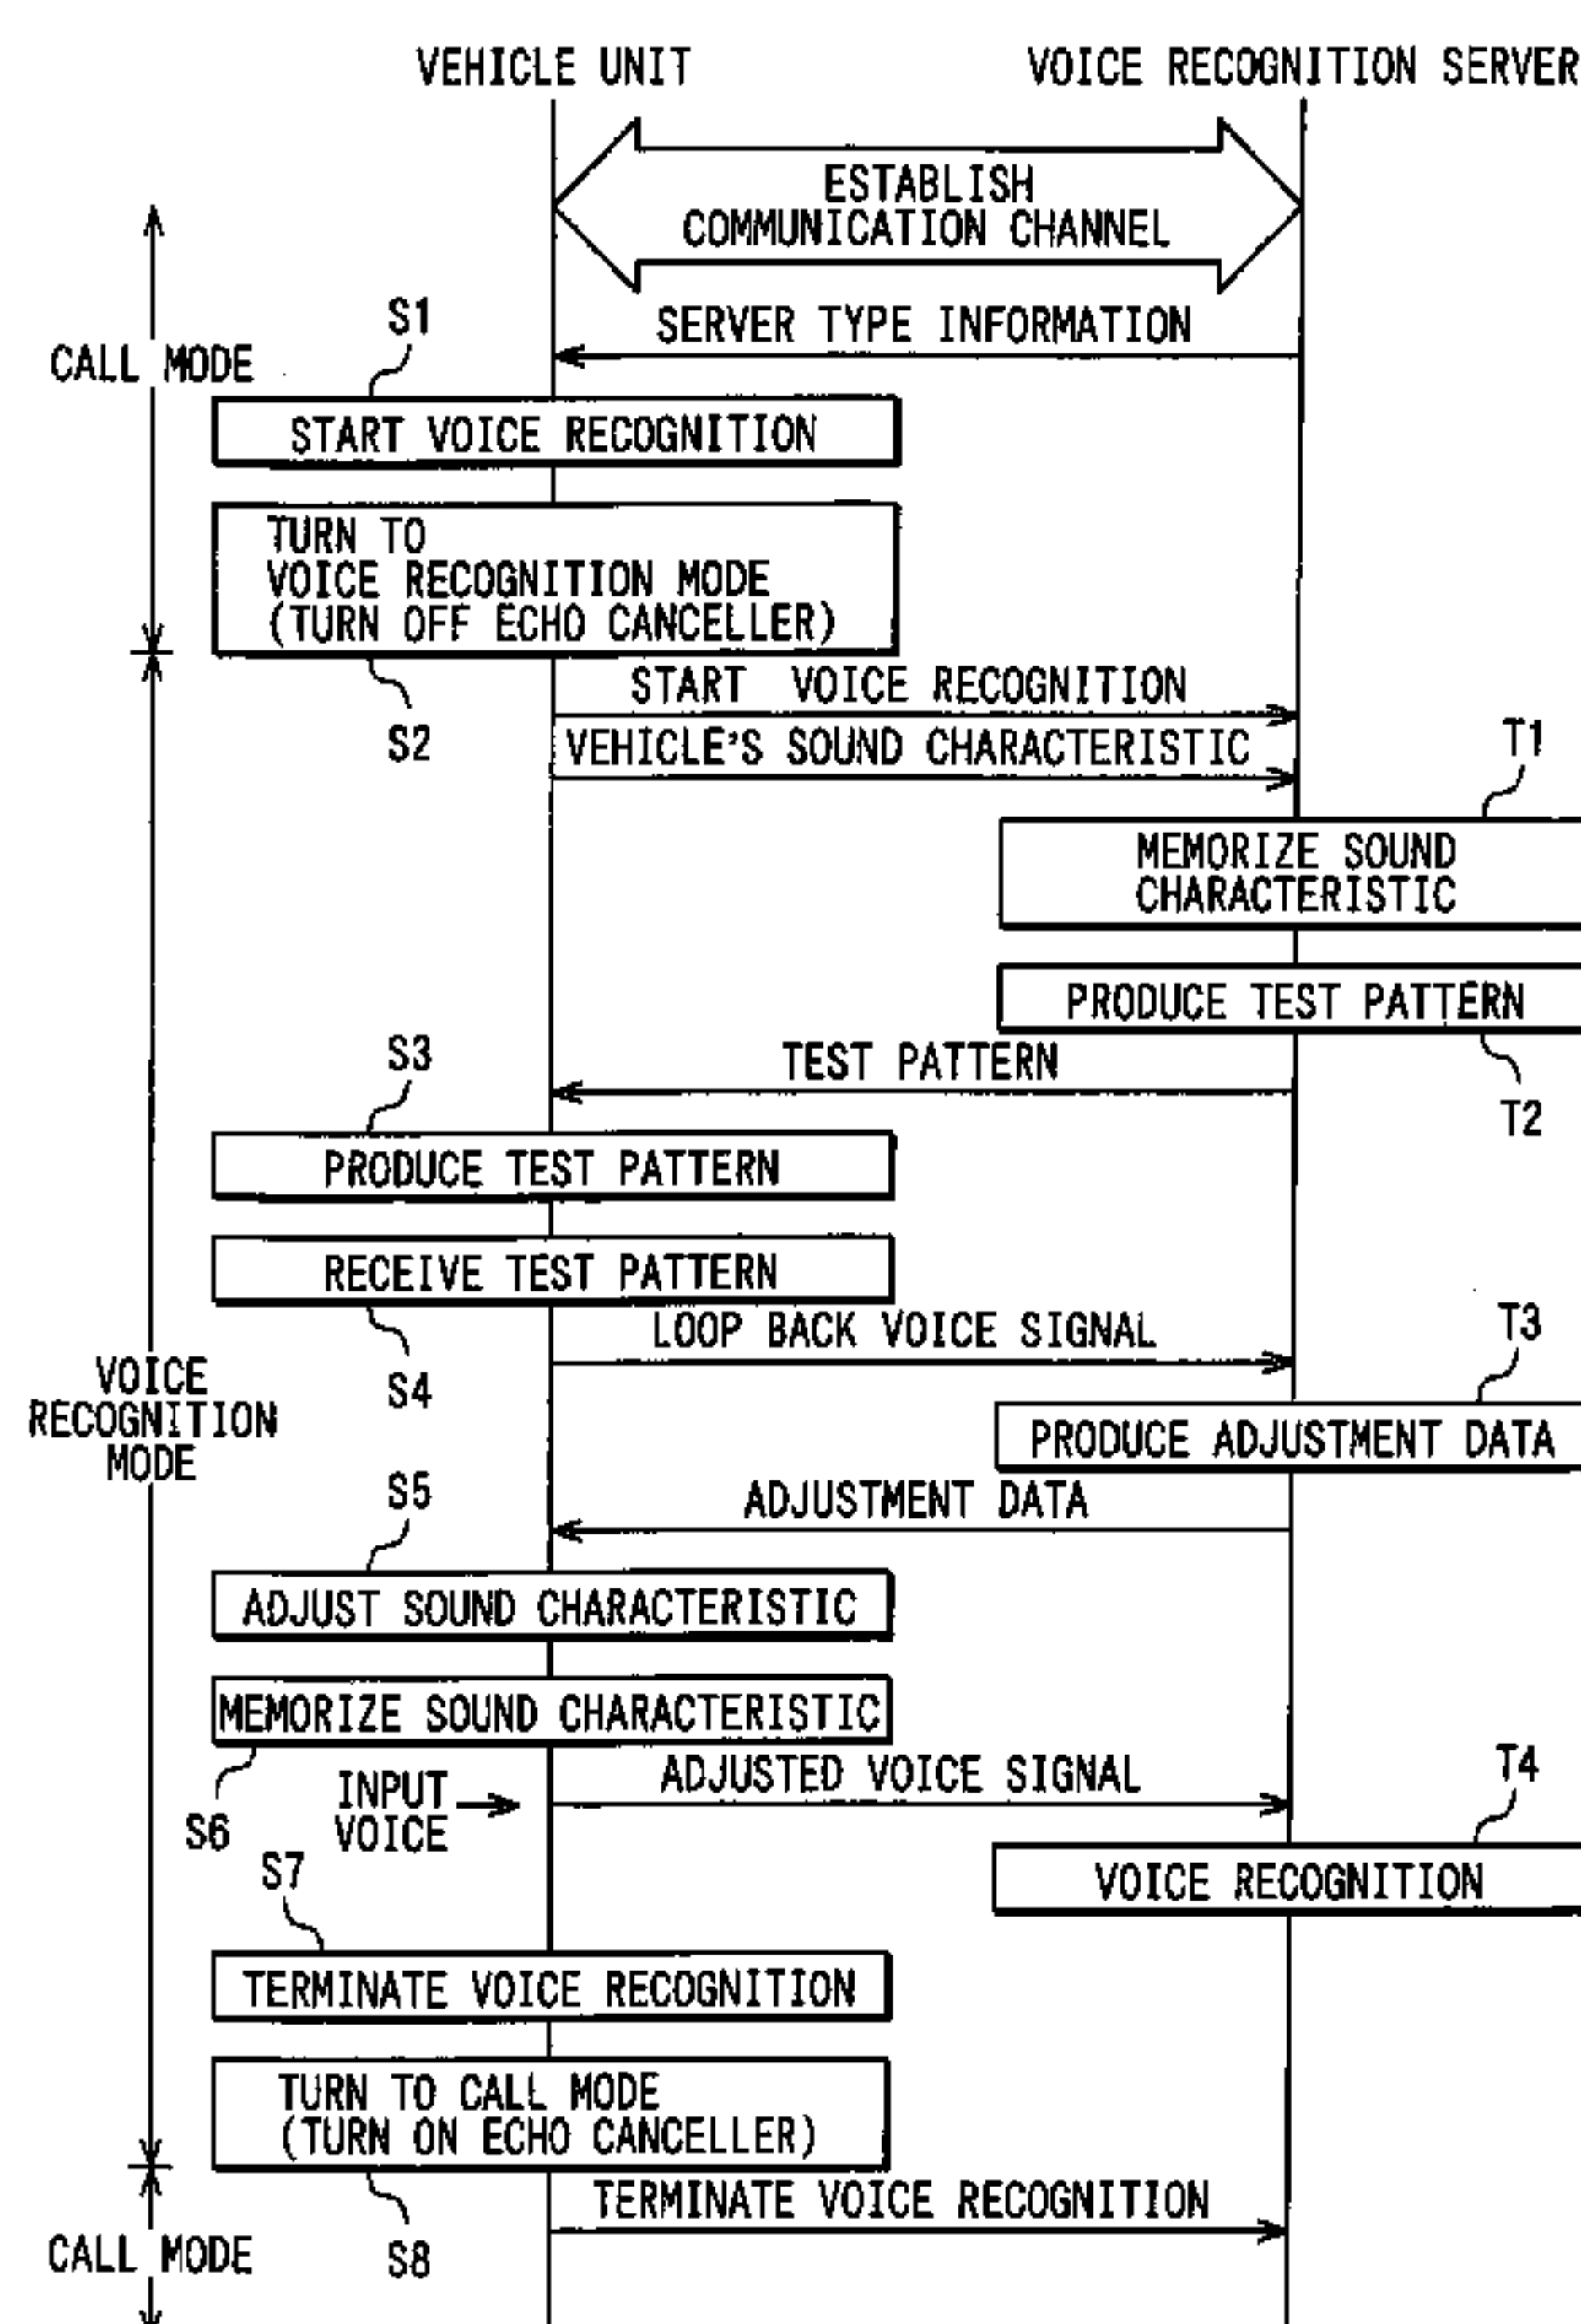 VEHICLE UNIT
VOICE RECOGNITION SERVER
ESTABLISH
COMMUNICATION CHANNEL
SERVER TYPE INFORMATION
S1
CALL MODE
START VOICE RECOGNITION
TURN TO
VOICE RECOGNITION MODE
(TURN OFF ECHO CANCELLER)
START VOICE RECOGNITION
S2
VEHICLE'S SOUND CHARACTERISTIC
T1
MEMORIZE SOUND
CHARACTERISTIC
PRODUCE TEST PATTERN
S3
TEST PATTERN
T2
PRODUCE TEST PATTERN
RECEIVE TEST PATTERN
LOOP BACK VOICE SIGNAL
T3
S4
VOICE
RECOGNITION
MODE
PRODUCE ADJUSTMENT DATA
S5
ADJUSTMENT DATA
ADJUST SOUND CHARACTERISTIC
MEMORIZE SOUND CHARACTERISTIC
S6
INPUT
VOICE
ADJUSTED VOICE SIGNAL
T4
S7
VOICE RECOGNITION
TERMINATE VOICE RECOGNITION
TURN TO CALL MODE
(TURN ON ECHO CANCELLER)
TERMINATE VOICE RECOGNITION
CALL MODE
S8